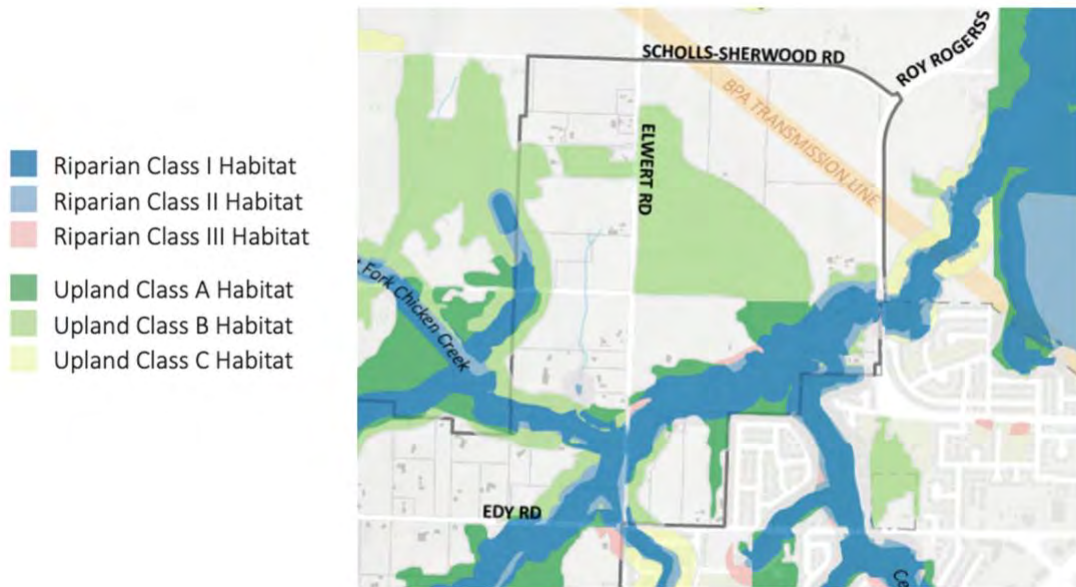 Riparian Class I Habitat
Riparian Class II Habitat
Riparian Class III Habitat
Upland Class A Habitat
Upland Class B Habitat
Upland Class C Habitat
SCHOLLS-SHERWOOD RD
ROY ROGERSS
BPA TRANSMISSION LINE
ELWERT RD
Fork Chicken Creek
EDY RD
Ce